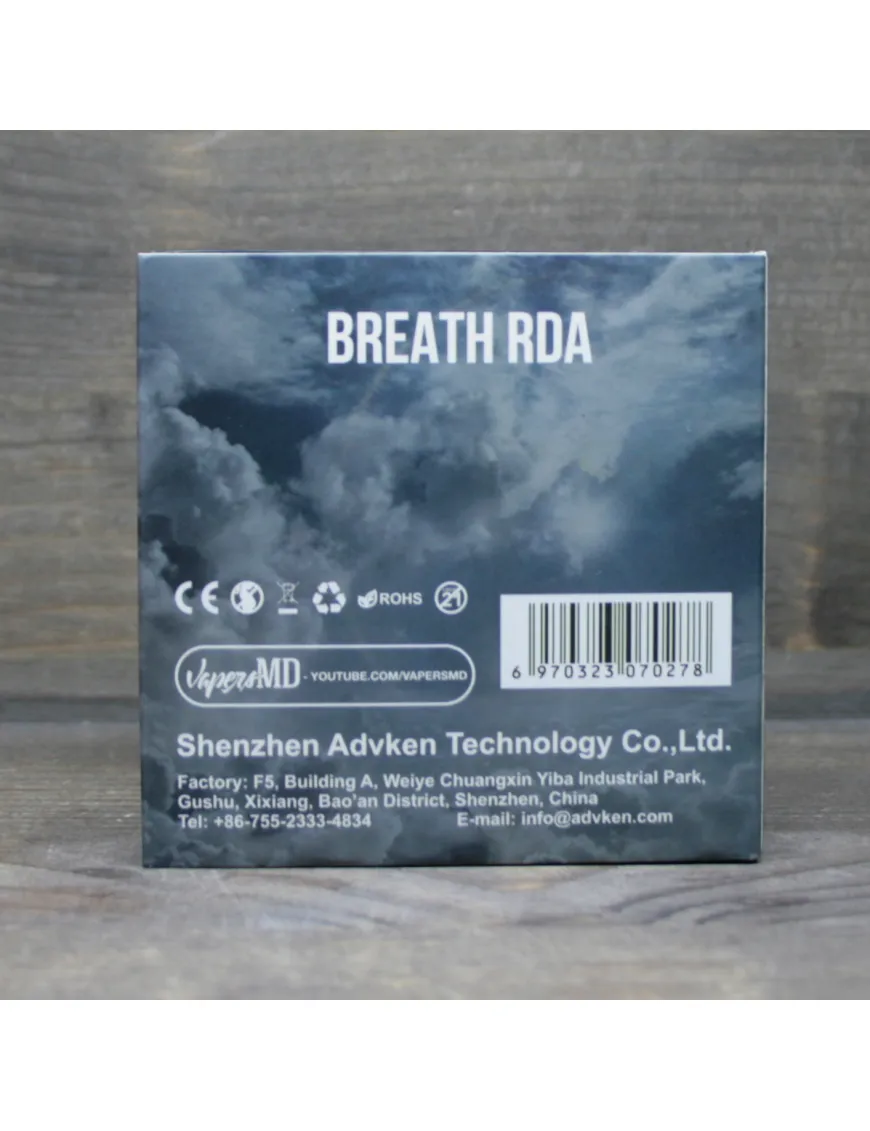 BREATH RDA
CE ROHS 21
6 970323 070278
VapersMD - YOUTUBE.COM/VAPERSMD
Shenzhen Advken Technology Co.,Ltd.
Factory: F5, Building A, Weiye Chuangxin Yiba Industrial Park,
Gushu, Xixiang, Bao'an District, Shenzhen, China
Tel: +86-755-2333-4834 E-mail: info@advken.com